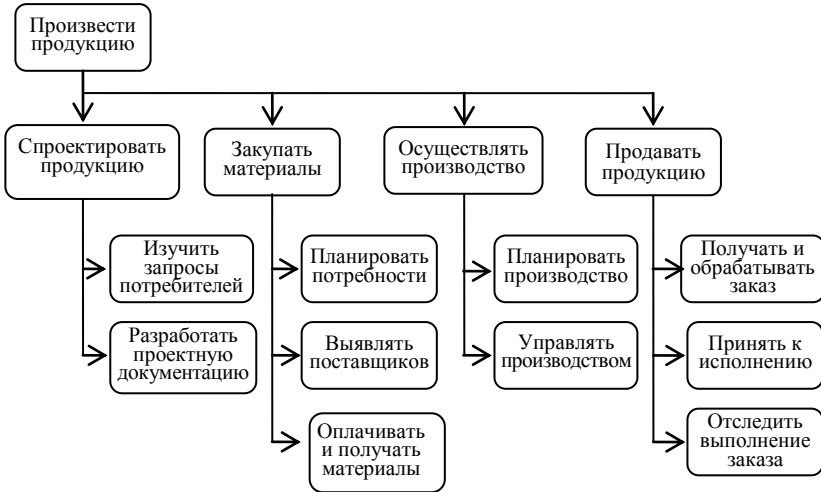 Произвести
продукцию
Спроектировать
продукцию
Закупать
материалы
Осуществлять
производство
Продавать
продукцию
Изучить
запросы
потребителей
Разработать
проектную
документацию
Планировать
потребности
Выявлять
поставщиков
Оплачивать
и получать
материалы
Планировать
производство
Управлять
производством
Получать и
обрабатывать
заказ
Принять к
исполнению
Отследить
выполнение
заказа